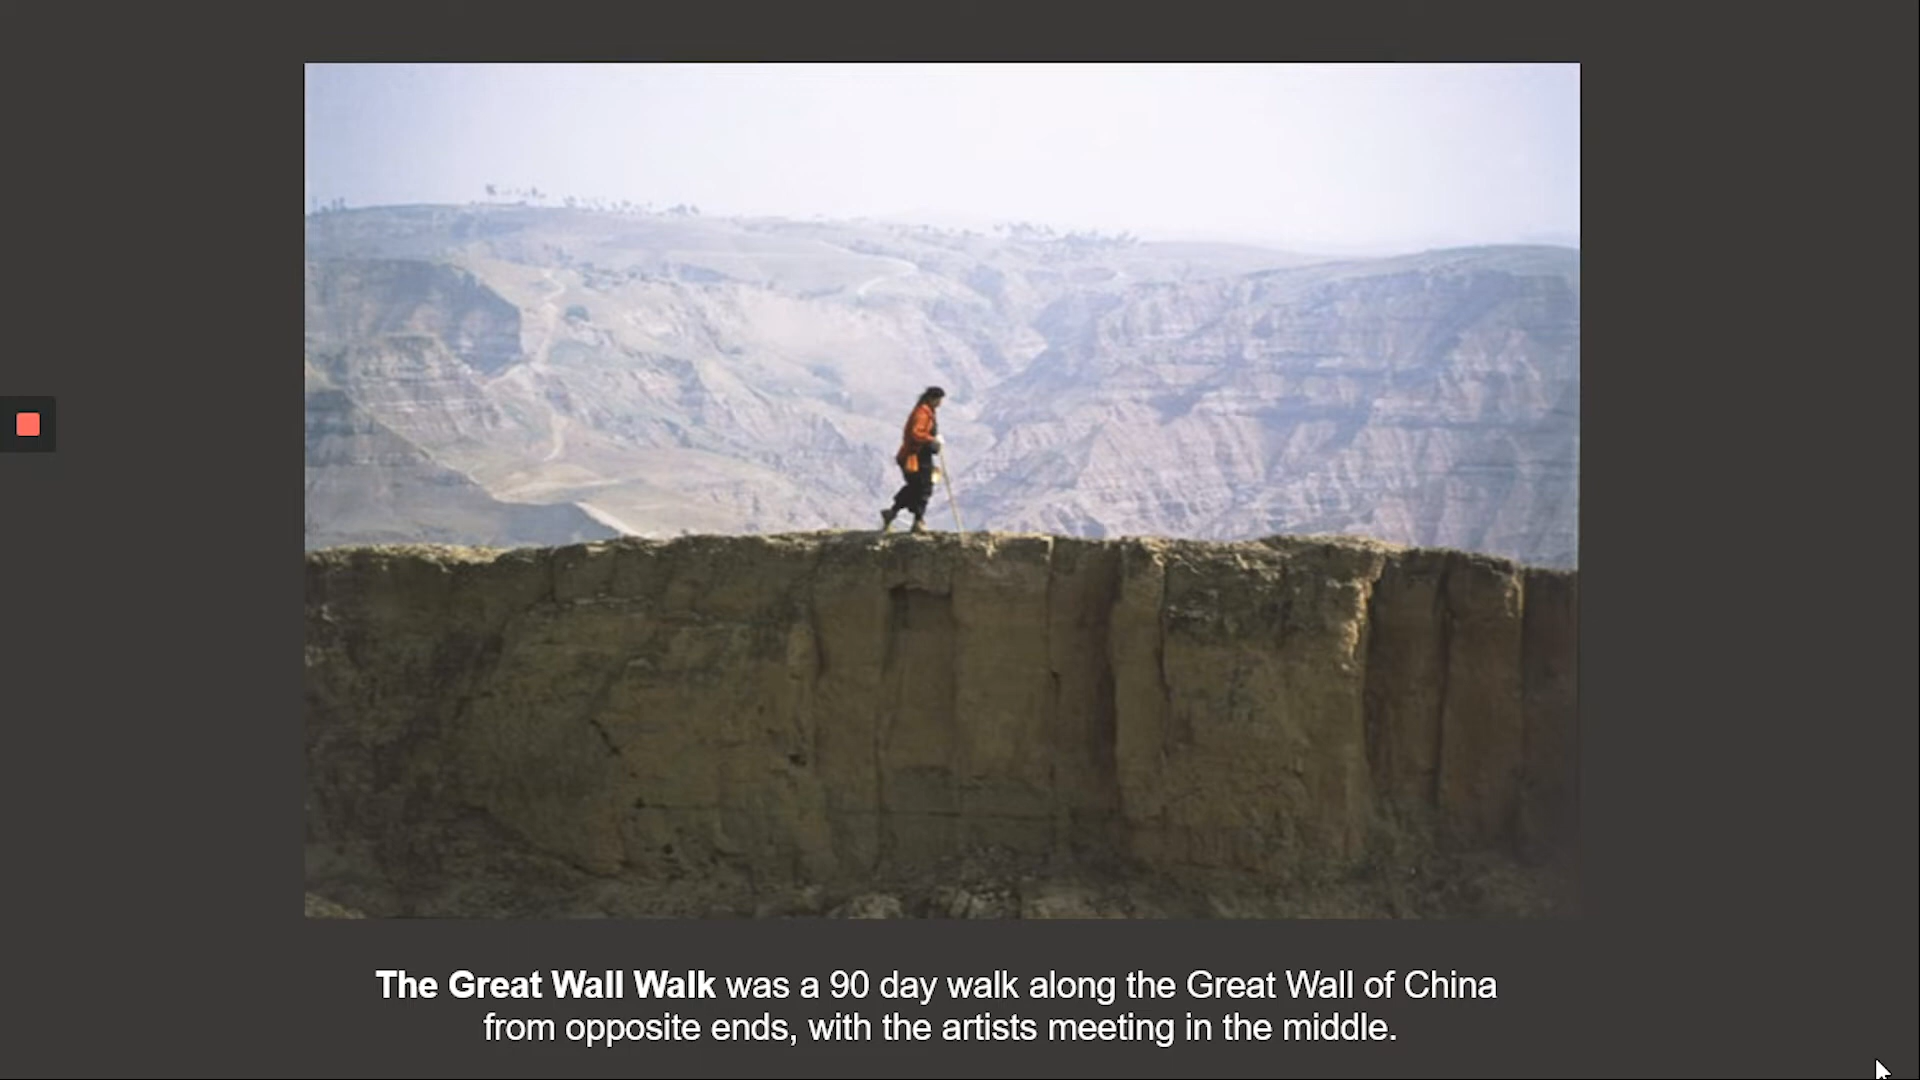 The Great Wall Walk was a 90 day walk along the Great Wall of China
from opposite ends, with the artists meeting in the middle.